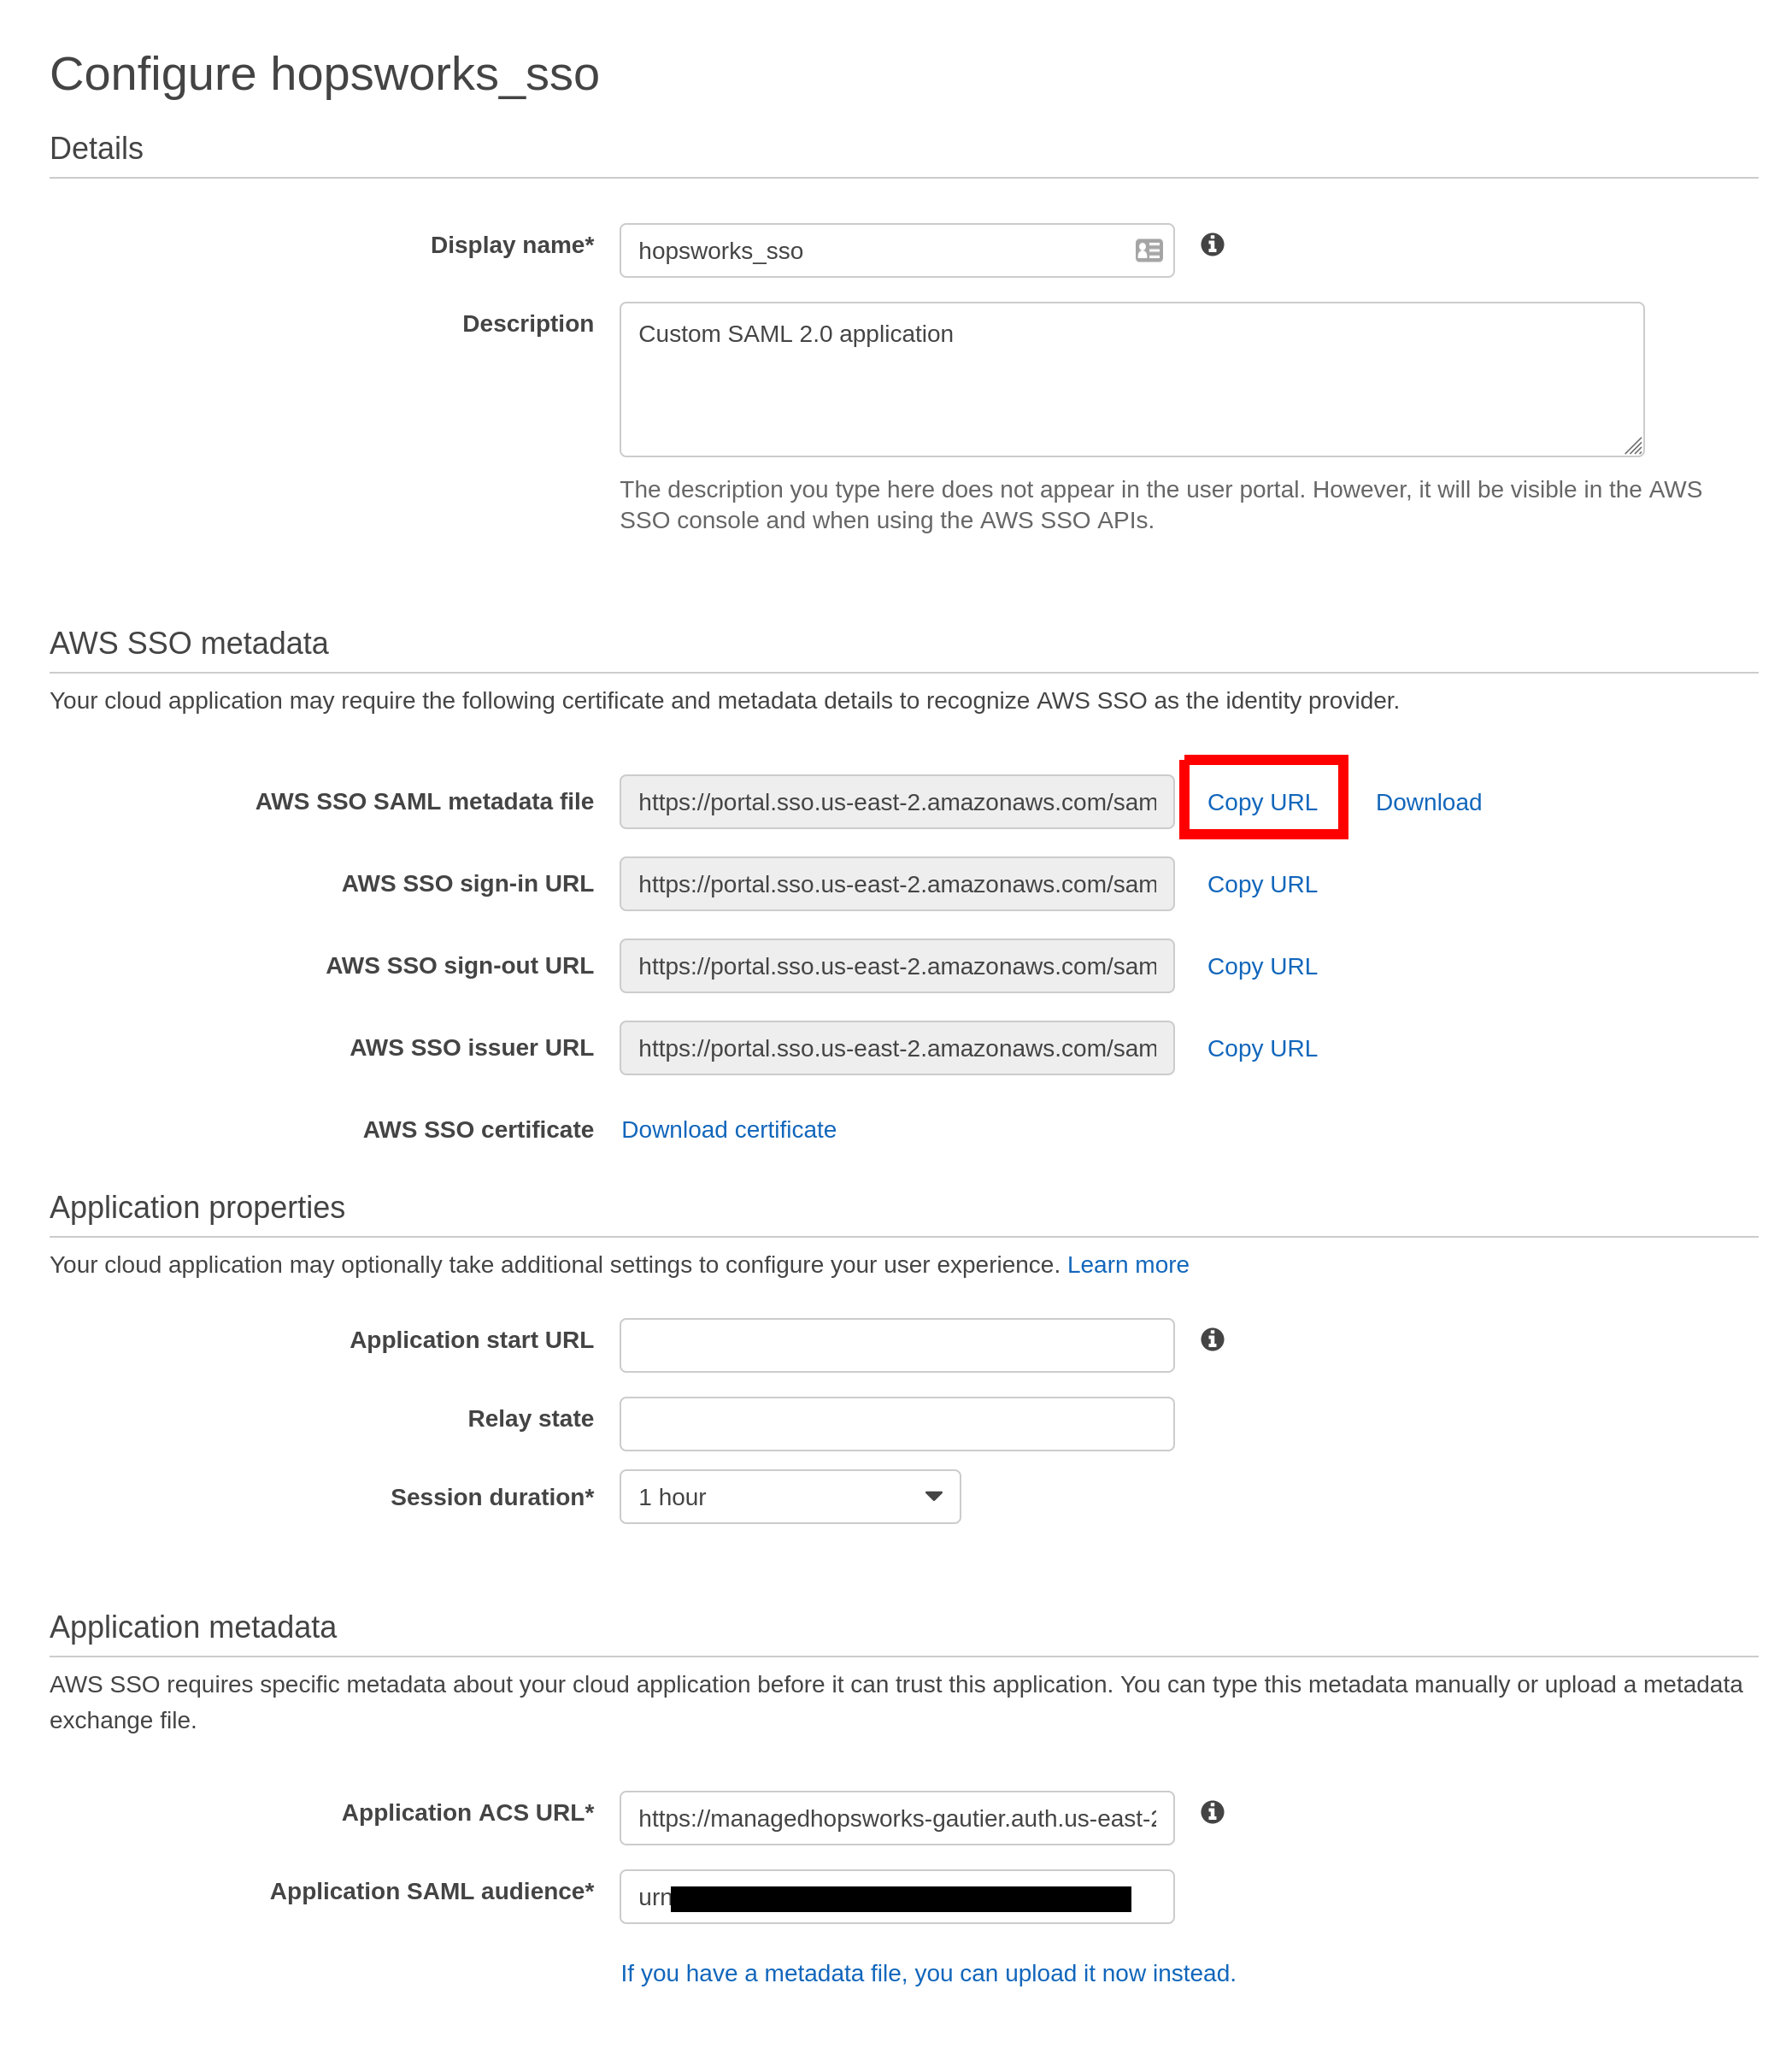 Configure hopsworks_sso
Details
Display name*
hopsworks_sso
Description
Custom SAML 2.0 application
The description you type here does not appear in the user portal. However, it will be visible in the AWS
SSO console and when using the AWS SSO APIs.
AWS SSO metadata
Your cloud application may require the following certificate and metadata details to recognize AWS SSO as the identity provider.
AWS SSO SAML metadata file https://portal.sso.us-east-2.amazonaws.com/sam Copy URL Download
AWS SSO sign-in URL https://portal.sso.us-east-2.amazonaws.com/sam Copy URL
AWS SSO sign-out URL https://portal.sso.us-east-2.amazonaws.com/sam Copy URL
AWS SSO issuer URL https://portal.sso.us-east-2.amazonaws.com/sam Copy URL
AWS SSO certificate Download certificate
Application properties
Your cloud application may optionally take additional settings to configure your user experience. Learn more
Application start URL
Relay state
Session duration* 1 hour
Application metadata
AWS SSO requires specific metadata about your cloud application before it can trust this application. You can type this metadata manually or upload a metadata
exchange file.
Application ACS URL* https://managedhopsworks-gautier.auth.us-east-2
Application SAML audience* urn
If you have a metadata file, you can upload it now instead.